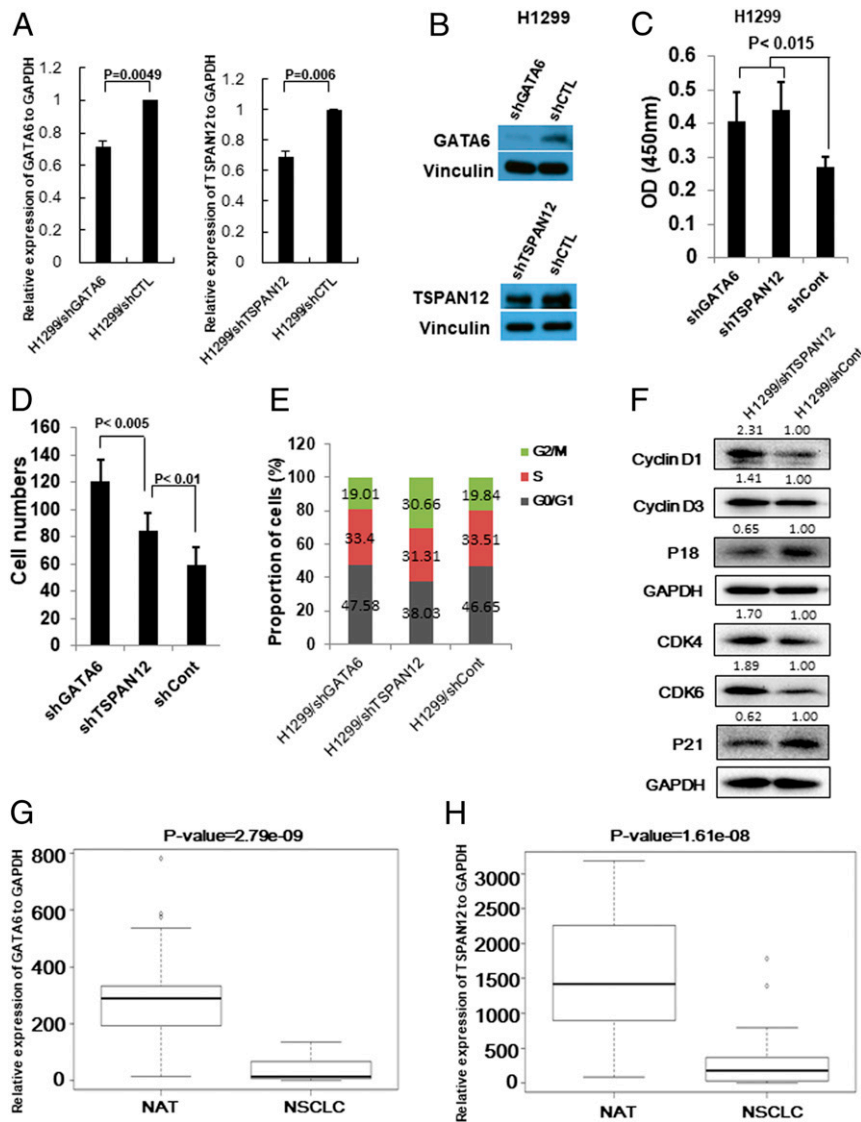 A
Relative expression of GATA6 to GAPDH
P=0.0049
1.2
1
0.8
0.6
0.4
0.2
0
H1299/shGATA6
H1299/shCTL
Relative expression of TSPAN12 to GAPDH
P=0.006
1.2
1
0.8
0.6
0.4
0.2
0
H1299/shTSPAN12
H1299/shCTL
B
H1299
shGATA6
shCTL
GATA6
Vinculin
shTSPAN12
shCTL
TSPAN12
Vinculin
C
H1299
P< 0.015
OD (450nm)
0.6
0.5
0.4
0.3
0.2
0.1
0
shGATA6
shTSPAN12
shCont
D
P< 0.005
P< 0.01
Cell numbers
160
140
120
100
80
60
40
20
0
shGATA6
shTSPAN12
shCont
E
Proportion of cells (%)
120
100
80
60
40
20
0
19.01
30.66
19.84
33.4
31.31
33.51
47.58
38.03
46.65
G2/M
S
G0/G1
H1299/shGATA6
H1299/shTSPAN12
H1299/shCont
F
H1299/shTSPAN12
H1299/shCont
2.31 1.00
Cyclin D1
1.41 1.00
Cyclin D3
0.65 1.00
P18
GAPDH
1.70 1.00
CDK4
1.89 1.00
CDK6
0.62 1.00
P21
GAPDH
G
P-value=2.79e-09
Relative expression of GATA6 to GAPDH
800
600
400
200
0
NAT
NSCLC
H
P-value=1.61e-08
Relative expression of TSPAN12 to GAPDH
3000
2500
2000
1500
1000
500
0
NAT
NSCLC